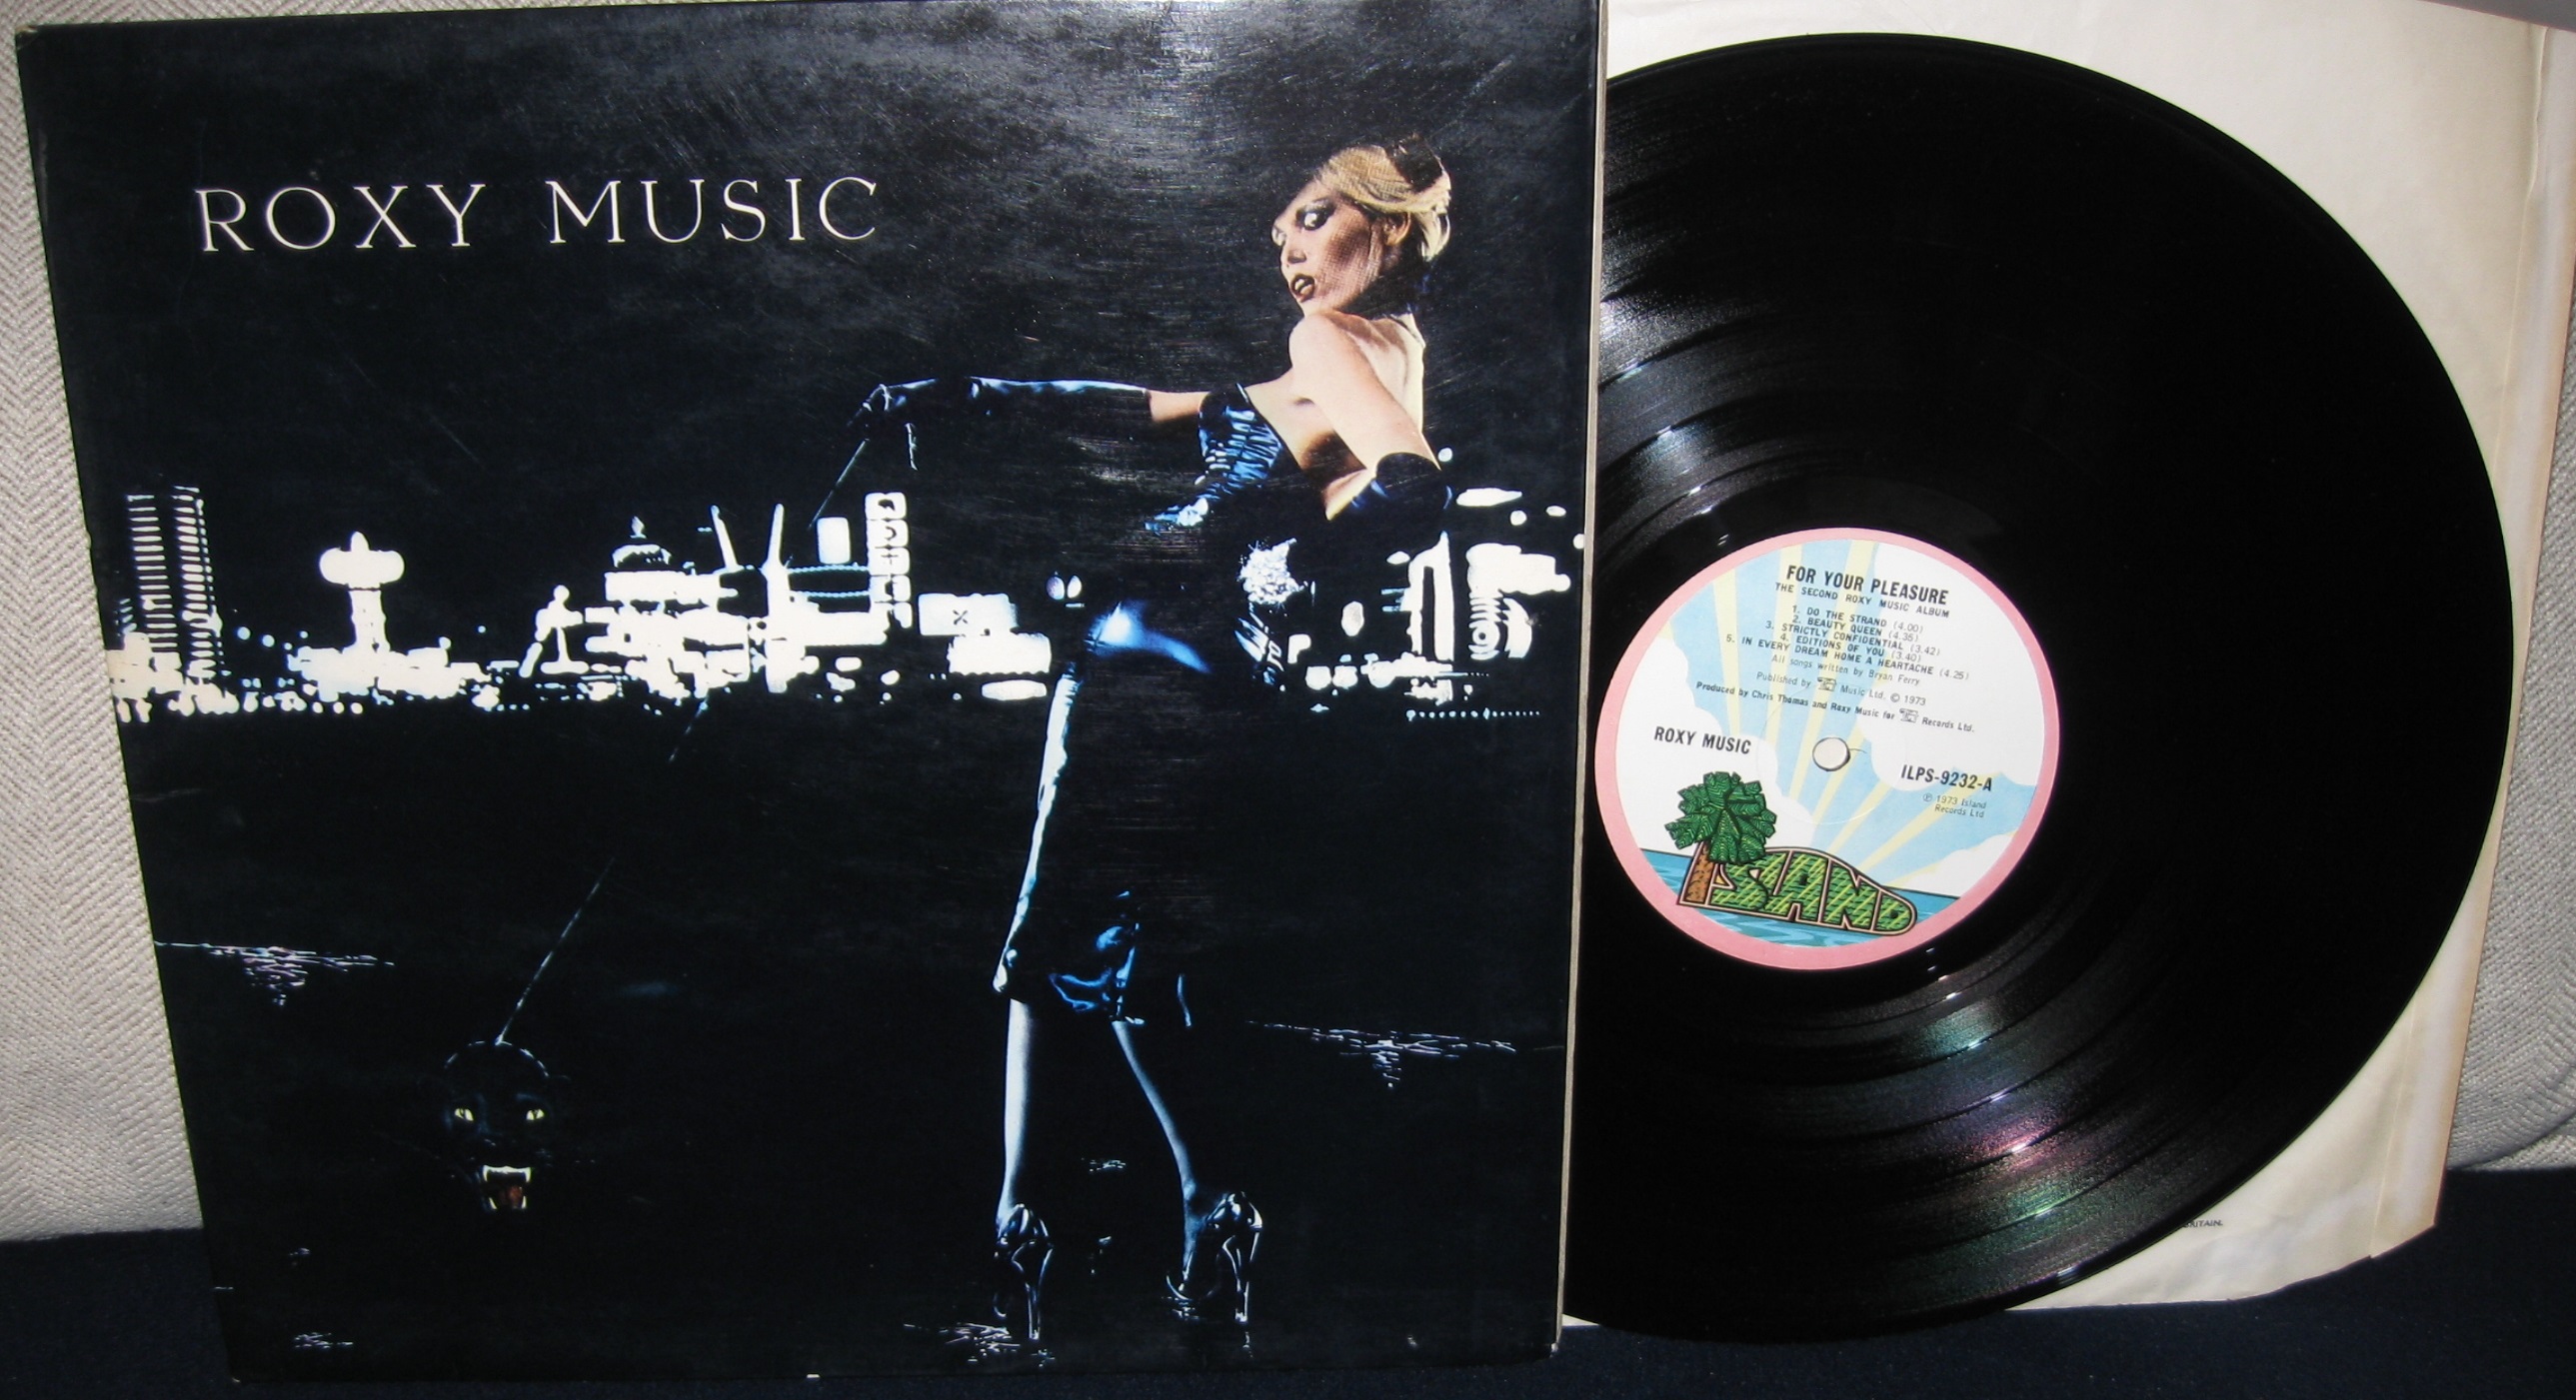 ROXY MUSIC
FOR YOUR PLEASURE
THE SECOND ROXY MUSIC ALBUM
1. DO THE STRAND (4.00)
2. BEAUTY QUEEN (4.35)
3. STRICTLY CONFIDENTIAL (3.42)
4. EDITIONS OF YOU (3.40)
5. IN EVERY DREAM HOME A HEARTACHE (4.25)
All songs written by Bryan Ferry
Published by Music Ltd. © 1973
Produced by Chris Thomas and Roxy Music for Records Ltd.
ROXY MUSIC
ILPS-9232-A
℗ 1973 Island
Records Ltd
ISLAND